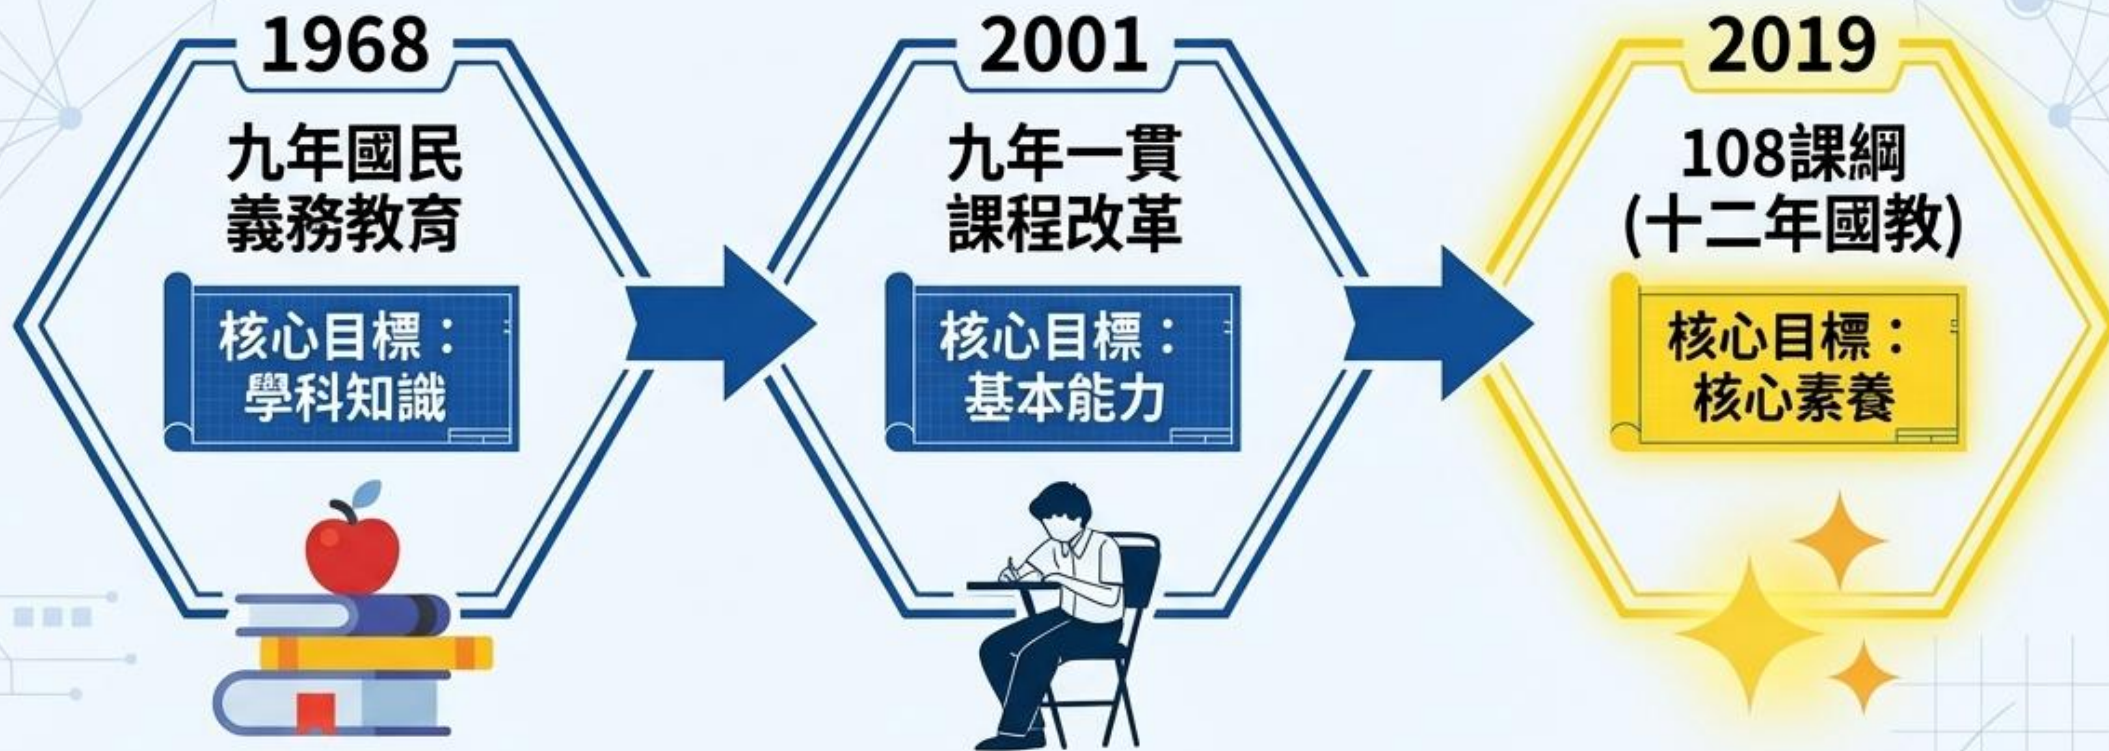 1968
九年國民
義務教育
核心目標：
學科知識
2001
九年一貫
課程改革
核心目標：
基本能力
2019
108課綱
(十二年國教)
核心目標：
核心素養